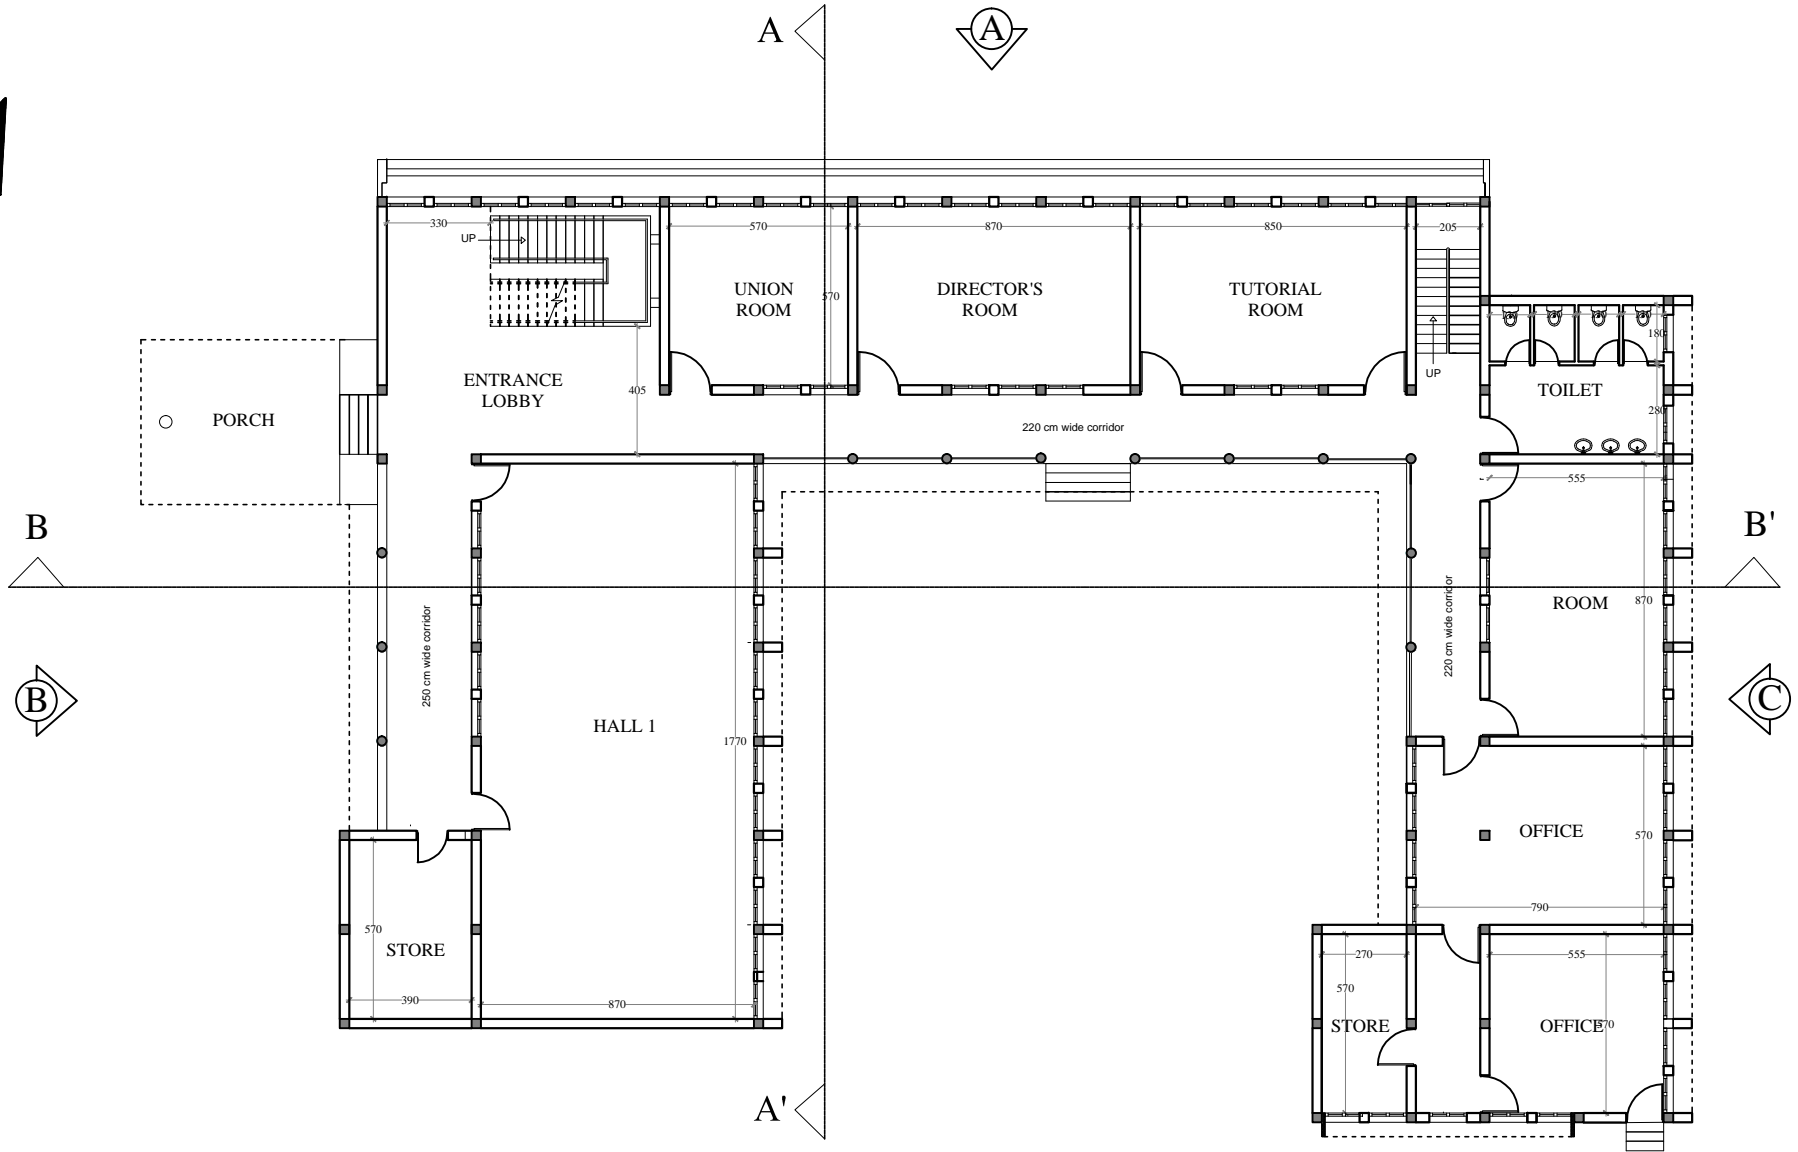 A
A
330
UP
570
870
850
205
UNION
ROOM
570
DIRECTOR'S
ROOM
TUTORIAL
ROOM
180
UP
ENTRANCE
LOBBY
405
TOILET
280
PORCH
220 cm wide corridor
555
B
B'
250 cm wide corridor
220 cm wide corridor
ROOM
870
B
C
HALL 1
1770
OFFICE
570
790
570
STORE
390
870
270
555
570
STORE
OFFICE
570
A'